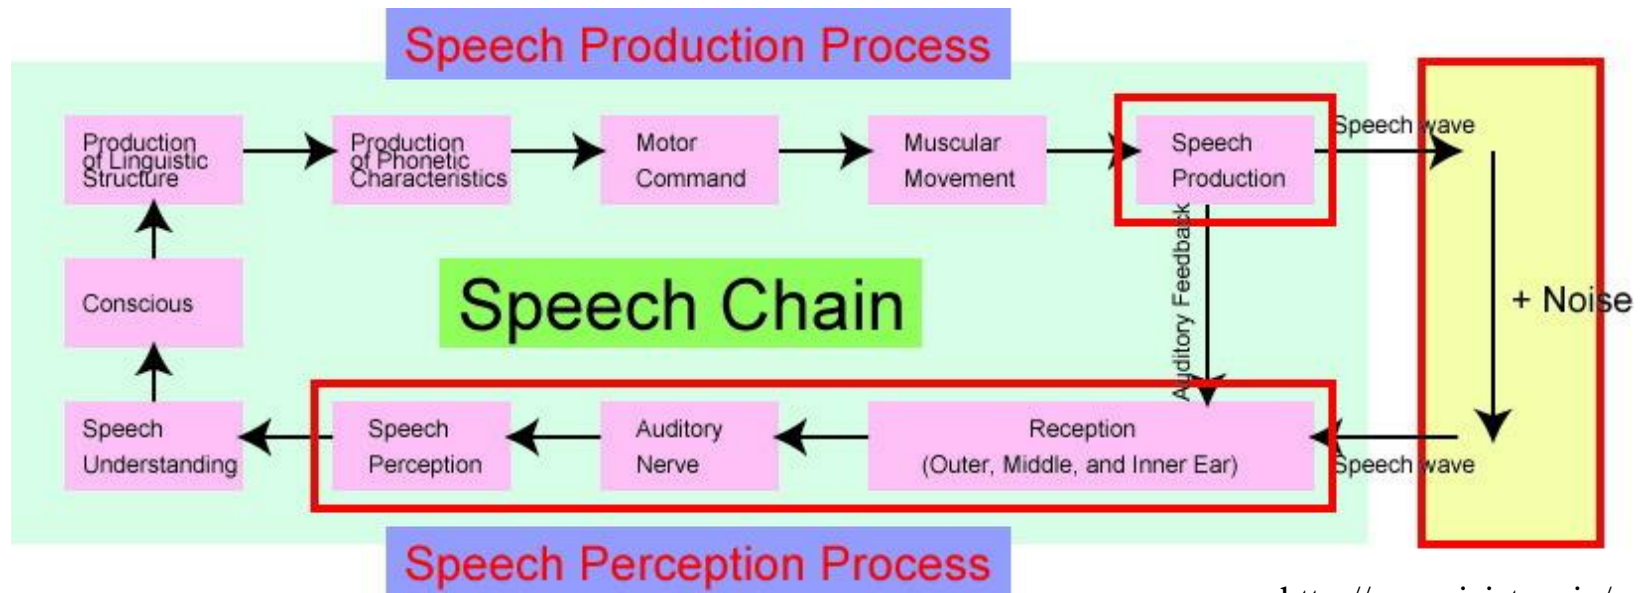 Speech Production Process
Production
of Linguistic
Structure
Production
of Phonetic
Characteristics
Motor
Command
Muscular
Movement
Speech
Production
Speech wave
Conscious
Speech Chain
Auditory Feedback
+ Noise
Speech
Understanding
Speech
Perception
Auditory
Nerve
Reception
(Outer, Middle, and Inner Ear)
Speech wave
Speech Perception Process